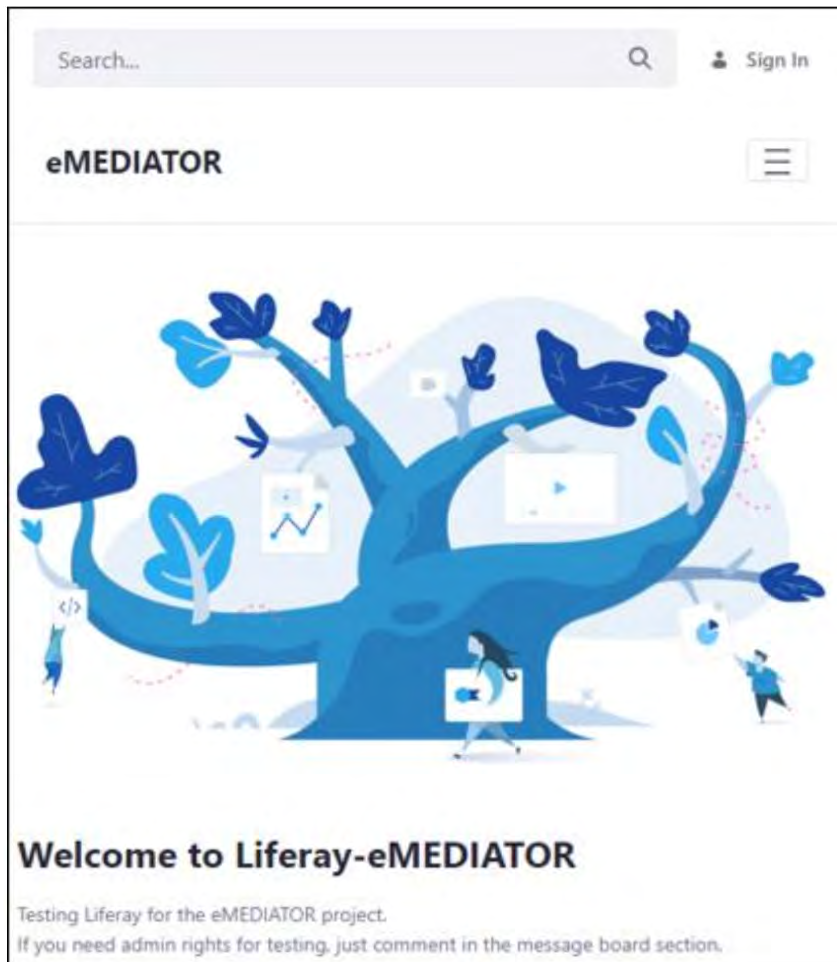 Search...
Sign In
eMEDIATOR
</>
Welcome to Liferay-eMEDIATOR
Testing Liferay for the eMEDIATOR project.
If you need admin rights for testing, just comment in the message board section.